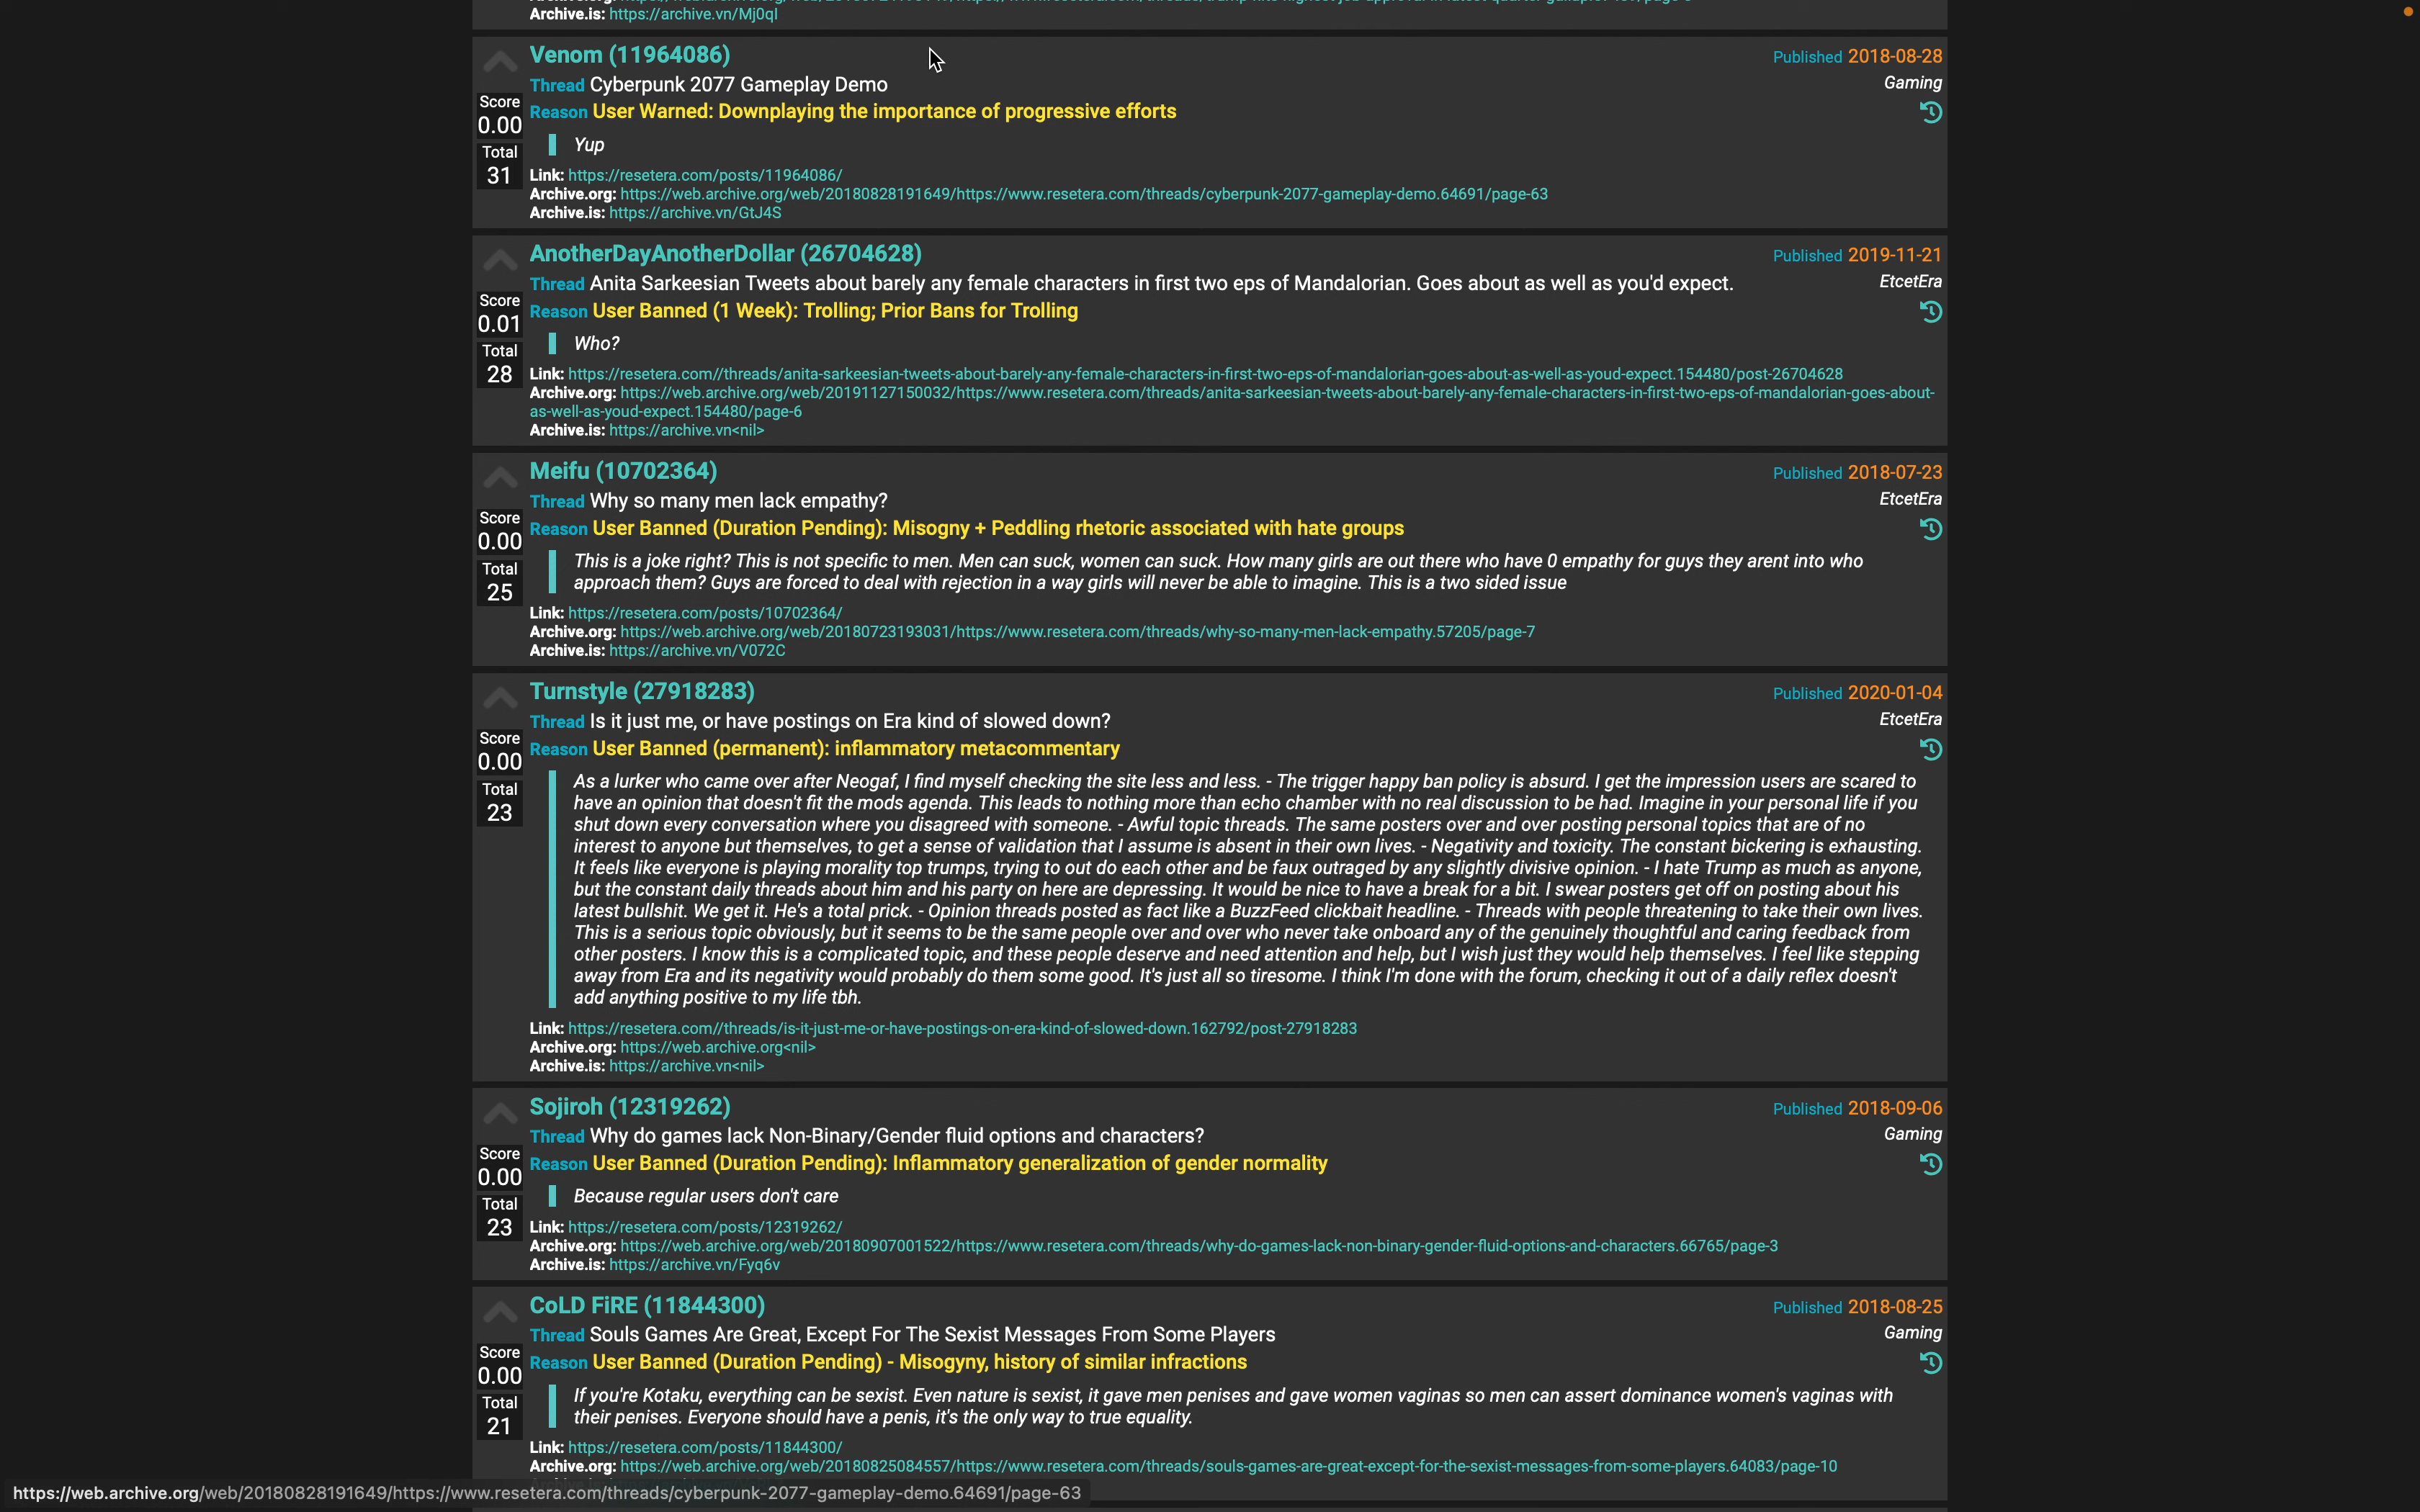 Archive.is: https://archive.vn/Mj0qI
Venom (11964086)
Published 2018-08-28
Thread Cyberpunk 2077 Gameplay Demo
Gaming
Score
0.00
Total
31
Reason User Warned: Downplaying the importance of progressive efforts
Yup
Link: https://resetera.com/posts/11964086/
Archive.org: https://web.archive.org/web/20180828191649/https://www.resetera.com/threads/cyberpunk-2077-gameplay-demo.64691/page-63
Archive.is: https://archive.vn/GtJ4S
AnotherDayAnotherDollar (26704628)
Published 2019-11-21
Thread Anita Sarkeesian Tweets about barely any female characters in first two eps of Mandalorian. Goes about as well as you'd expect.
EtcetEra
Score
0.01
Total
28
Reason User Banned (1 Week): Trolling; Prior Bans for Trolling
Who?
Link: https://resetera.com//threads/anita-sarkeesian-tweets-about-barely-any-female-characters-in-first-two-eps-of-mandalorian-goes-about-as-well-as-youd-expect.154480/post-26704628
Archive.org: https://web.archive.org/web/20191127150032/https://www.resetera.com/threads/anita-sarkeesian-tweets-about-barely-any-female-characters-in-first-two-eps-of-mandalorian-goes-about-
as-well-as-youd-expect.154480/page-6
Archive.is: https://archive.vn<nil>
Meifu (10702364)
Published 2018-07-23
Thread Why so many men lack empathy?
EtcetEra
Score
0.00
Total
25
Reason User Banned (Duration Pending): Misogny + Peddling rhetoric associated with hate groups
This is a joke right? This is not specific to men. Men can suck, women can suck. How many girls are out there who have 0 empathy for guys they arent into who
approach them? Guys are forced to deal with rejection in a way girls will never be able to imagine. This is a two sided issue
Link: https://resetera.com/posts/10702364/
Archive.org: https://web.archive.org/web/20180723193031/https://www.resetera.com/threads/why-so-many-men-lack-empathy.57205/page-7
Archive.is: https://archive.vn/V072C
Turnstyle (27918283)
Published 2020-01-04
Thread Is it just me, or have postings on Era kind of slowed down?
EtcetEra
Score
0.00
Total
23
Reason User Banned (permanent): inflammatory metacommentary
As a lurker who came over after Neogaf, I find myself checking the site less and less. - The trigger happy ban policy is absurd. I get the impression users are scared to
have an opinion that doesn't fit the mods agenda. This leads to nothing more than echo chamber with no real discussion to be had. Imagine in your personal life if you
shut down every conversation where you disagreed with someone. - Awful topic threads. The same posters over and over posting personal topics that are of no
interest to anyone but themselves, to get a sense of validation that I assume is absent in their own lives. - Negativity and toxicity. The constant bickering is exhausting.
It feels like everyone is playing morality top trumps, trying to out do each other and be faux outraged by any slightly divisive opinion. - I hate Trump as much as anyone,
but the constant daily threads about him and his party on here are depressing. It would be nice to have a break for a bit. I swear posters get off on posting about his
latest bullshit. We get it. He's a total prick. - Opinion threads posted as fact like a BuzzFeed clickbait headline. - Threads with people threatening to take their own lives.
This is a serious topic obviously, but it seems to be the same people over and over who never take onboard any of the genuinely thoughtful and caring feedback from
other posters. I know this is a complicated topic, and these people deserve and need attention and help, but I wish just they would help themselves. I feel like stepping
away from Era and its negativity would probably do them some good. It's just all so tiresome. I think I'm done with the forum, checking it out of a daily reflex doesn't
add anything positive to my life tbh.
Link: https://resetera.com//threads/is-it-just-me-or-have-postings-on-era-kind-of-slowed-down.162792/post-27918283
Archive.org: https://web.archive.org<nil>
Archive.is: https://archive.vn<nil>
Sojiroh (12319262)
Published 2018-09-06
Thread Why do games lack Non-Binary/Gender fluid options and characters?
Gaming
Score
0.00
Total
23
Reason User Banned (Duration Pending): Inflammatory generalization of gender normality
Because regular users don't care
Link: https://resetera.com/posts/12319262/
Archive.org: https://web.archive.org/web/20180907001522/https://www.resetera.com/threads/why-do-games-lack-non-binary-gender-fluid-options-and-characters.66765/page-3
Archive.is: https://archive.vn/Fyq6v
CoLD FiRE (11844300)
Published 2018-08-25
Thread Souls Games Are Great, Except For The Sexist Messages From Some Players
Gaming
Score
0.00
Total
21
Reason User Banned (Duration Pending) - Misogyny, history of similar infractions
If you're Kotaku, everything can be sexist. Even nature is sexist, it gave men penises and gave women vaginas so men can assert dominance women's vaginas with
their penises. Everyone should have a penis, it's the only way to true equality.
Link: https://resetera.com/posts/11844300/
Archive.org: https://web.archive.org/web/20180825084557/https://www.resetera.com/threads/souls-games-are-great-except-for-the-sexist-messages-from-some-players.64083/page-10
https://web.archive.org/web/20180828191649/https://www.resetera.com/threads/cyberpunk-2077-gameplay-demo.64691/page-63